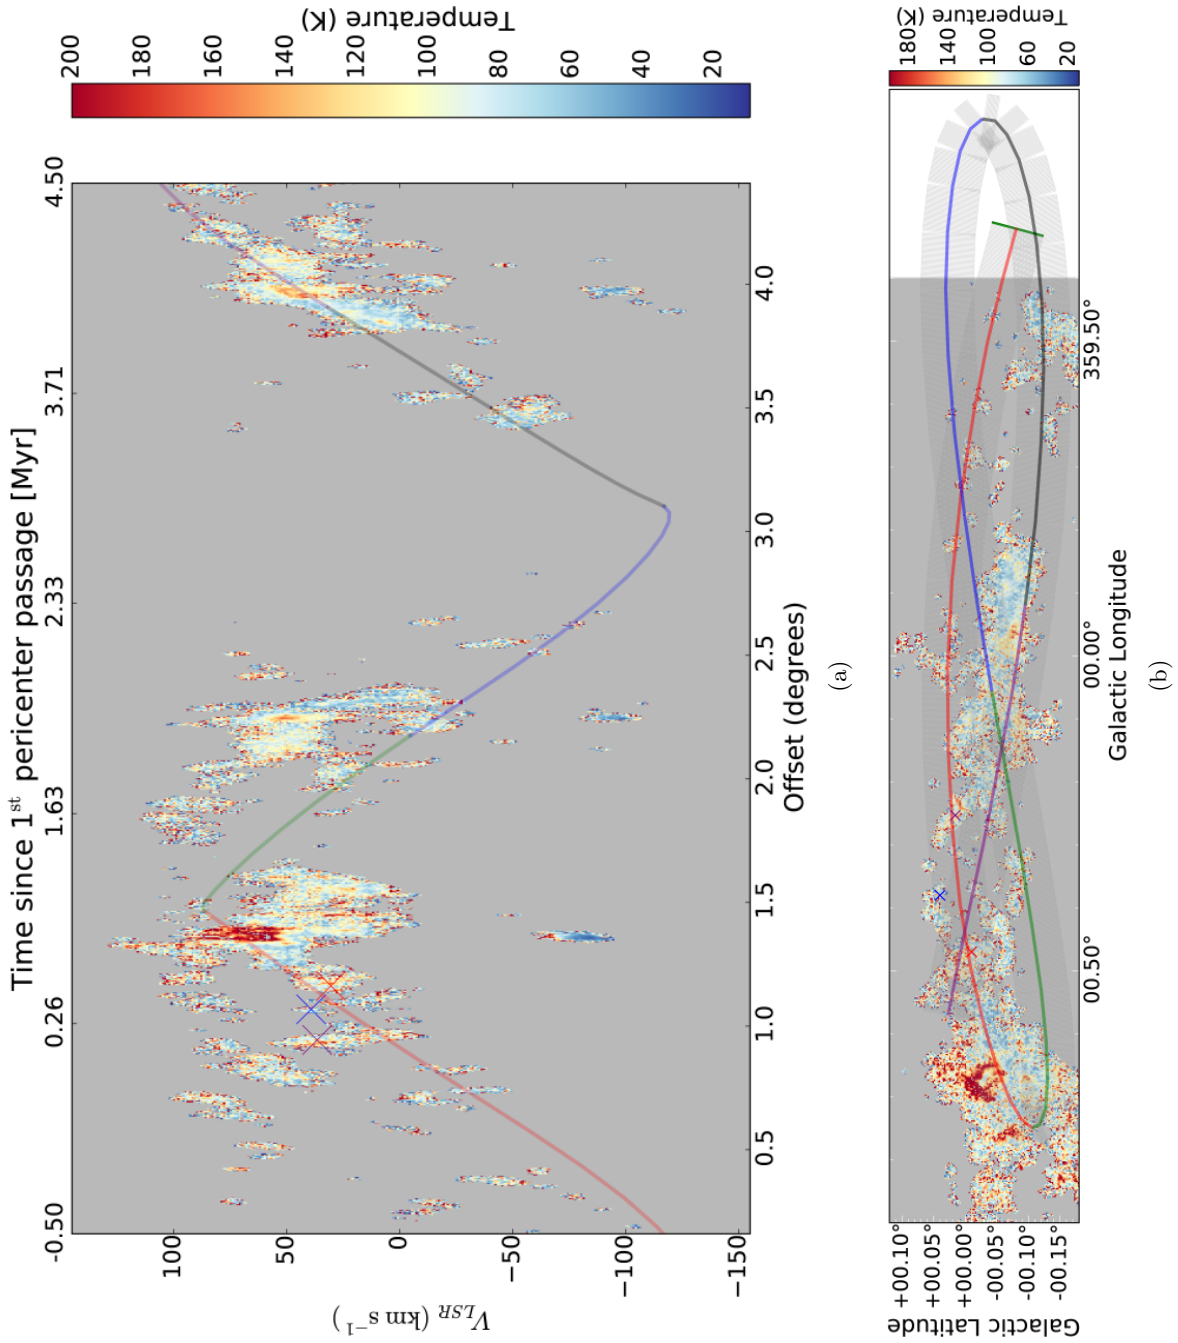 Time since 1st pericenter passage [Myr]
-0.50 0.26 1.63 2.33 3.71 4.50
100
50
0
−50
−100
−150
V_LSR (km s⁻¹)
0.5 1.0 1.5 2.0 2.5 3.0 3.5 4.0
Offset (degrees)
200
180
160
140
120
100
80
60
40
20
Temperature (K)
(a)
+00.10°
+00.05°
+00.00°
-00.05°
-00.10°
-00.15°
Galactic Latitude
00.50° 00.00° 359.50°
Galactic Longitude
180
140
100
60
20
Temperature (K)
(b)